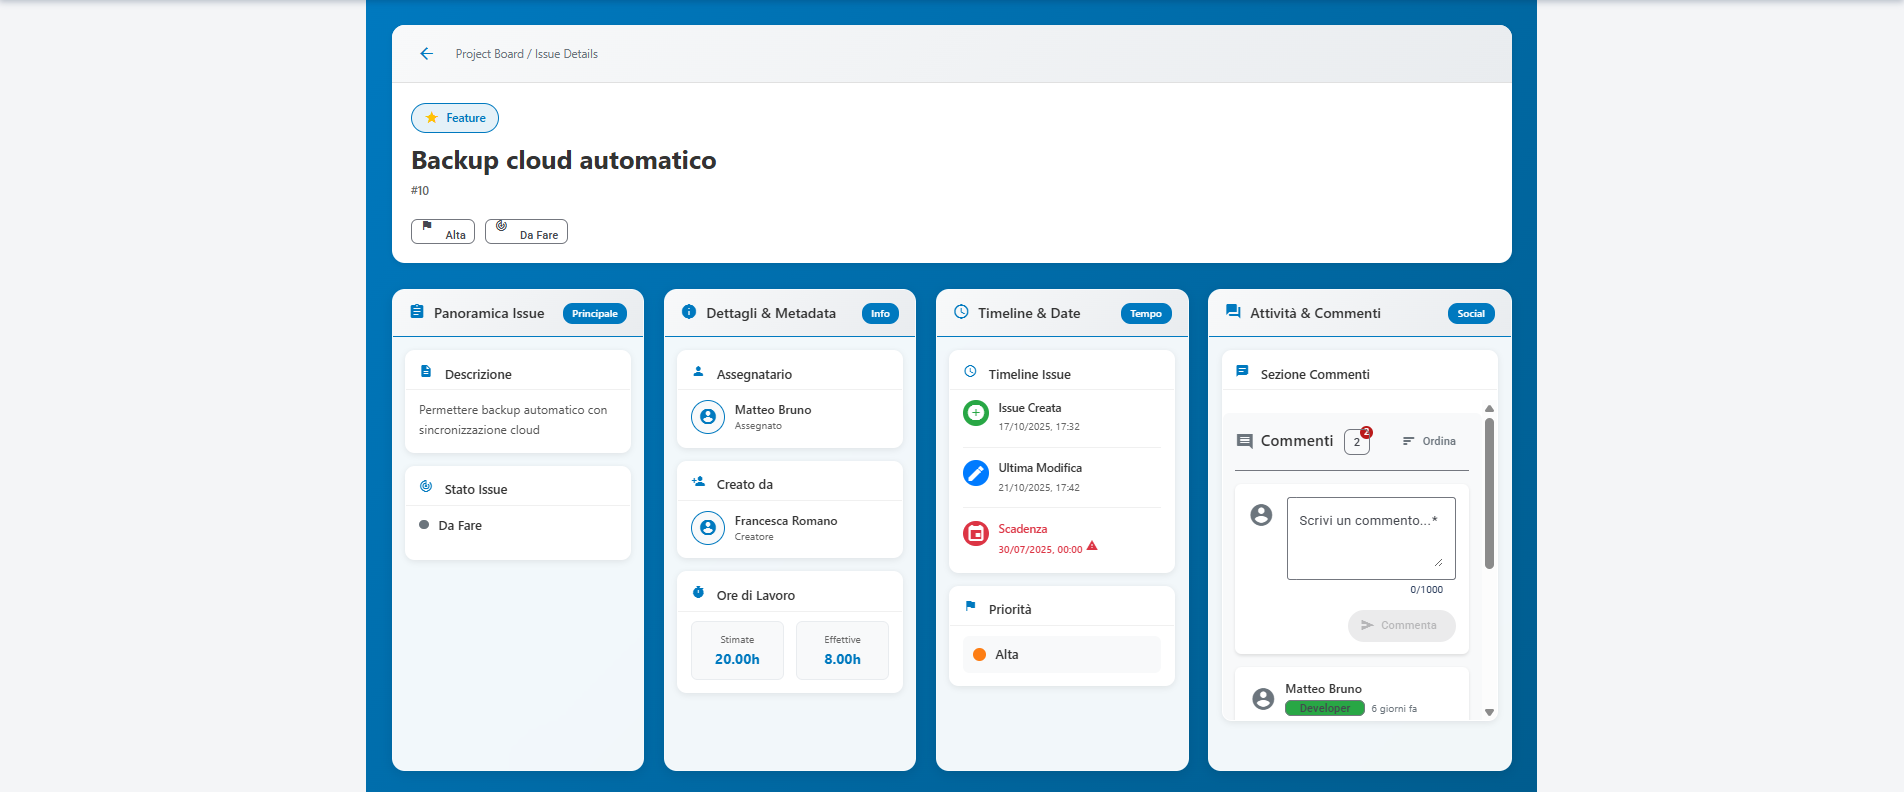 Project Board / Issue Details
Feature
Backup cloud automatico
#10
Alta
Da Fare
Panoramica Issue
Principale
Descrizione
Permettere backup automatico con
sincronizzazione cloud
Stato Issue
Da Fare
Dettagli & Metadata
Info
Assegnatario
Matteo Bruno
Assegnato
Creato da
Francesca Romano
Creatore
Ore di Lavoro
Stimate
20.00h
Effettive
8.00h
Timeline & Date
Tempo
Timeline Issue
Issue Creata
17/10/2025, 17:32
Ultima Modifica
21/10/2025, 17:42
Scadenza
30/07/2025, 00:00
Priorità
Alta
Attività & Commenti
Social
Sezione Commenti
Commenti
2
2
Ordina
Scrivi un commento...*
0/1000
Commenta
Matteo Bruno
Developer
6 giorni fa